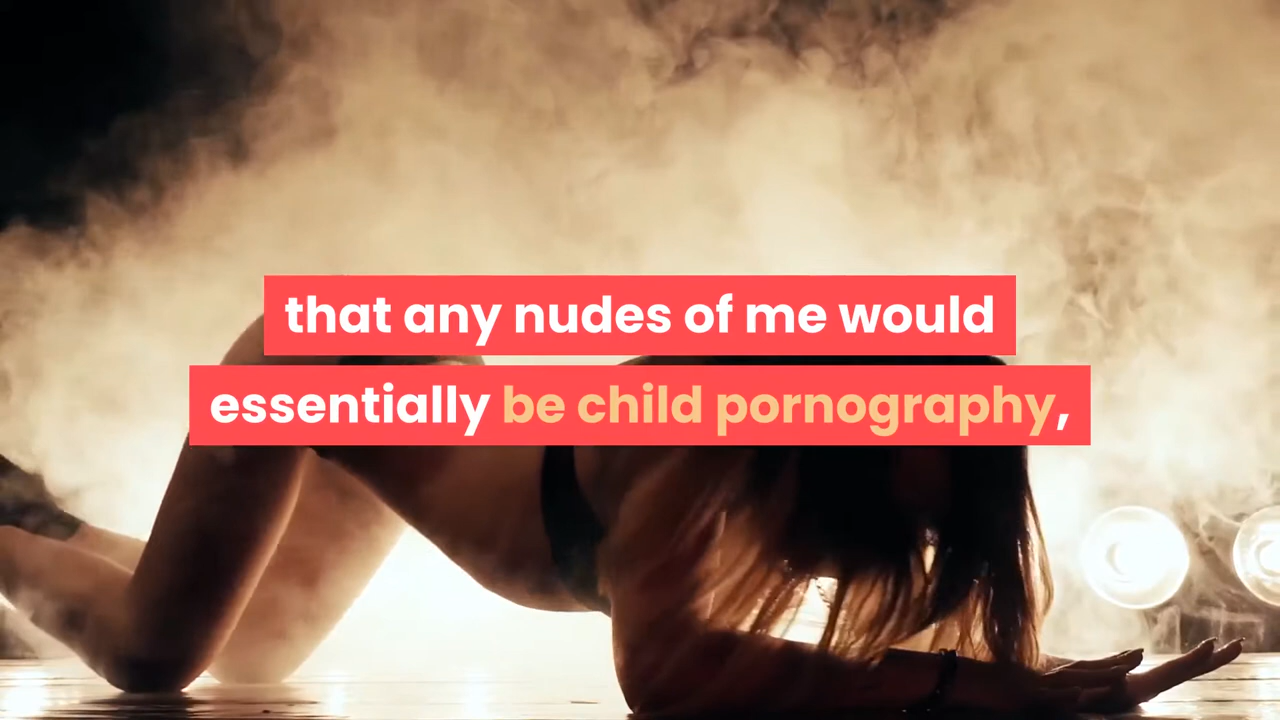 that any nudes of me would
essentially be child pornography,